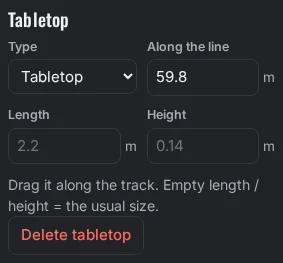 Tabletop
Type
Along the line
Tabletop
59.8 m
Length
Height
2.2 m
0.14 m
Drag it along the track. Empty length /
height = the usual size.
Delete tabletop